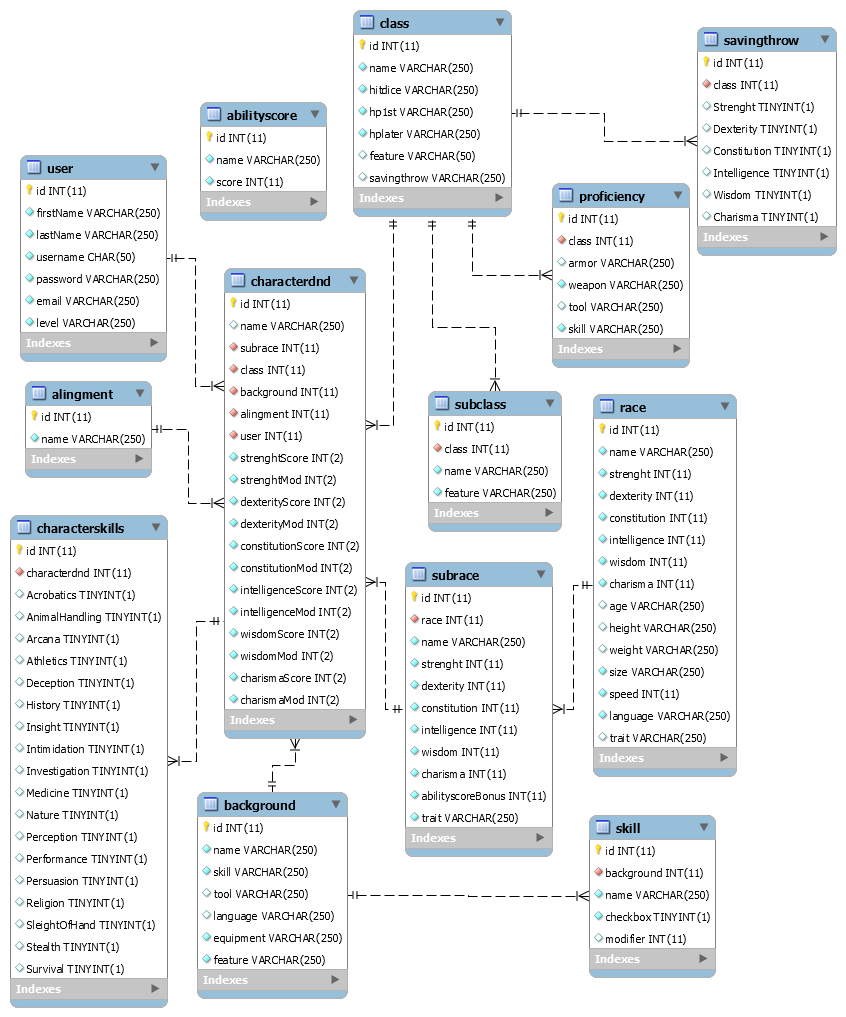 class
id INT(11)
name VARCHAR(250)
hitdice VARCHAR(250)
hp1st VARCHAR(250)
hplater VARCHAR(250)
feature VARCHAR(50)
savingthrow VARCHAR(250)
Indexes
savingthrow
id INT(11)
class INT(11)
Strenght TINYINT(1)
Dexterity TINYINT(1)
Constitution TINYINT(1)
Intelligence TINYINT(1)
Wisdom TINYINT(1)
Charisma TINYINT(1)
Indexes
abilityscore
id INT(11)
name VARCHAR(250)
score INT(11)
Indexes
user
id INT(11)
firstName VARCHAR(250)
lastName VARCHAR(250)
username CHAR(50)
password VARCHAR(250)
email VARCHAR(250)
level VARCHAR(250)
Indexes
proficiency
id INT(11)
class INT(11)
armor VARCHAR(250)
weapon VARCHAR(250)
tool VARCHAR(250)
skill VARCHAR(250)
Indexes
characterdnd
id INT(11)
name VARCHAR(250)
subrace INT(11)
class INT(11)
background INT(11)
alingment INT(11)
user INT(11)
strenghtScore INT(2)
strenghtMod INT(2)
dexterityScore INT(2)
dexterityMod INT(2)
constitutionScore INT(2)
constitutionMod INT(2)
intelligenceScore INT(2)
intelligenceMod INT(2)
wisdomScore INT(2)
wisdomMod INT(2)
charismaScore INT(2)
charismaMod INT(2)
Indexes
alingment
id INT(11)
name VARCHAR(250)
Indexes
subclass
id INT(11)
class INT(11)
name VARCHAR(250)
feature VARCHAR(250)
Indexes
race
id INT(11)
name VARCHAR(250)
strenght INT(11)
dexterity INT(11)
constitution INT(11)
intelligence INT(11)
wisdom INT(11)
charisma INT(11)
age VARCHAR(250)
height VARCHAR(250)
weight VARCHAR(250)
size VARCHAR(250)
speed INT(11)
language VARCHAR(250)
trait VARCHAR(250)
Indexes
characterskills
id INT(11)
characterdnd INT(11)
Acrobatics TINYINT(1)
AnimalHandling TINYINT(1)
Arcana TINYINT(1)
Athletics TINYINT(1)
Deception TINYINT(1)
History TINYINT(1)
Insight TINYINT(1)
Intimidation TINYINT(1)
Investigation TINYINT(1)
Medicine TINYINT(1)
Nature TINYINT(1)
Perception TINYINT(1)
Performance TINYINT(1)
Persuasion TINYINT(1)
Religion TINYINT(1)
SleightOfHand TINYINT(1)
Stealth TINYINT(1)
Survival TINYINT(1)
Indexes
subrace
id INT(11)
race INT(11)
name VARCHAR(250)
strenght INT(11)
dexterity INT(11)
constitution INT(11)
intelligence INT(11)
wisdom INT(11)
charisma INT(11)
abilityscoreBonus INT(11)
trait VARCHAR(250)
Indexes
background
id INT(11)
name VARCHAR(250)
skill VARCHAR(250)
tool VARCHAR(250)
language VARCHAR(250)
equipment VARCHAR(250)
feature VARCHAR(250)
Indexes
skill
id INT(11)
background INT(11)
name VARCHAR(250)
checkbox TINYINT(1)
modifier INT(11)
Indexes